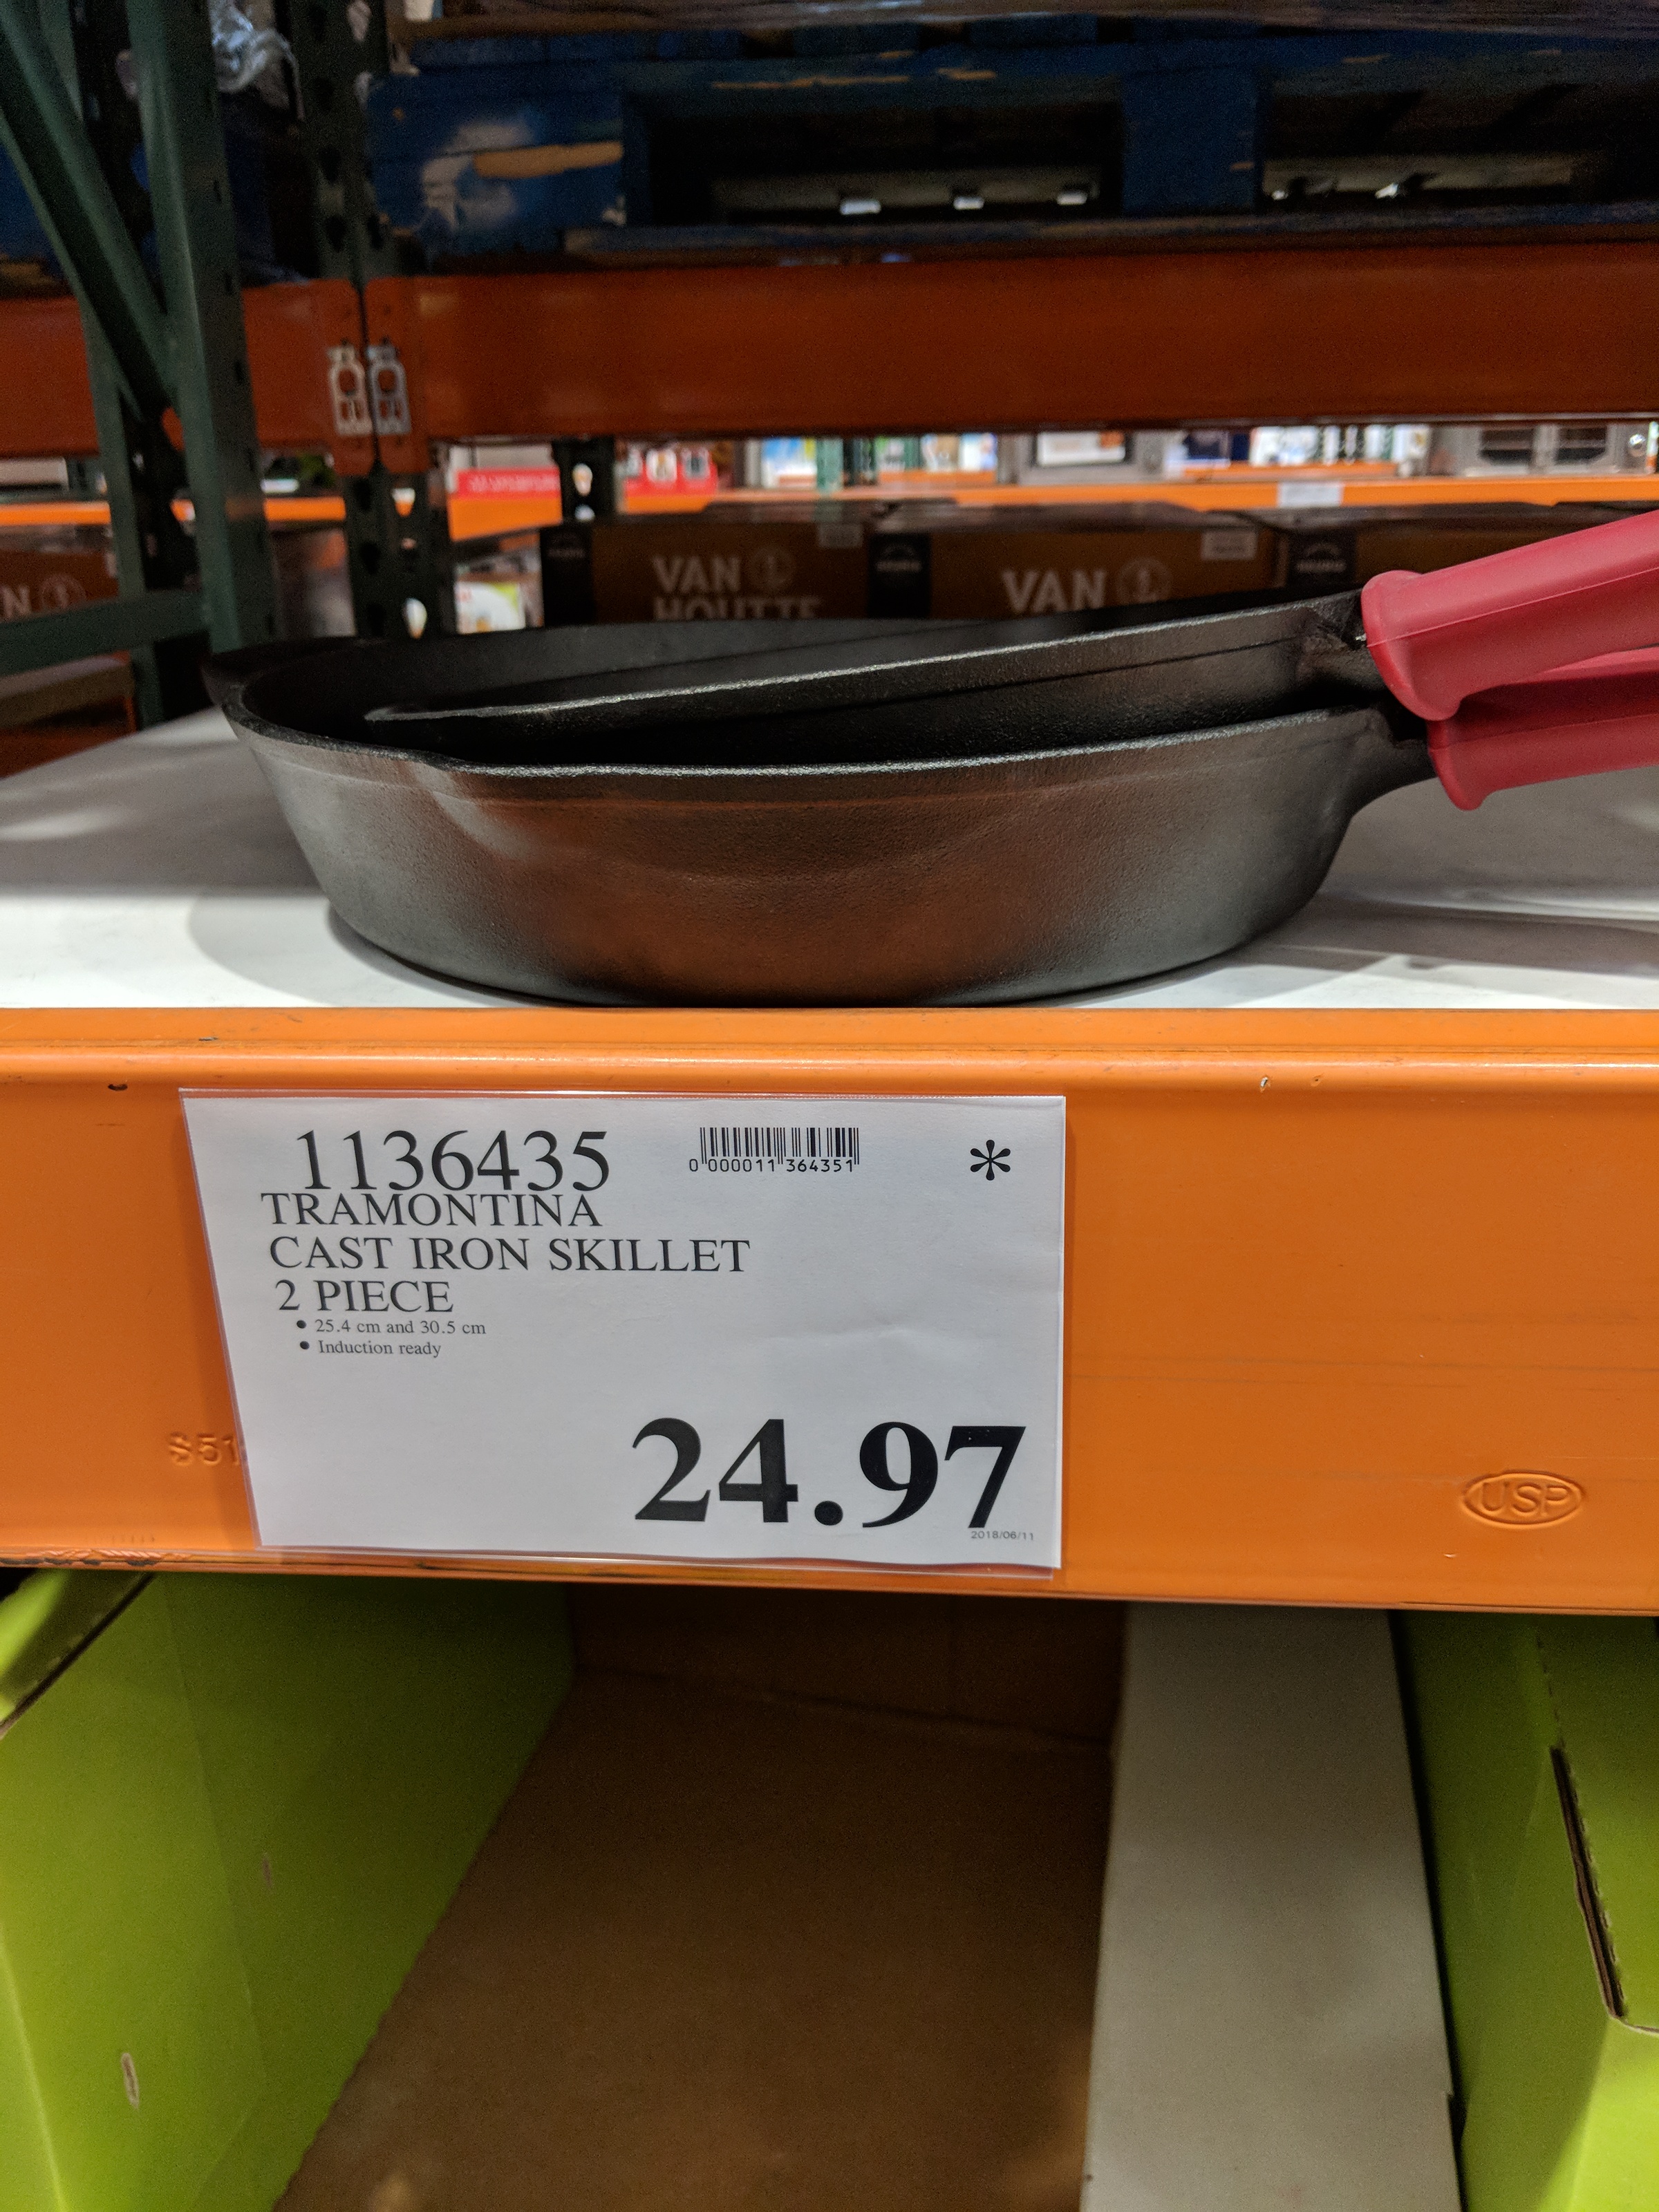 VAN
HOUTTE
VAN
1136435
0 000011 364351
*
TRAMONTINA
CAST IRON SKILLET
2 PIECE
• 25.4 cm and 30.5 cm
• Induction ready
24.97
2018/06/11
USP